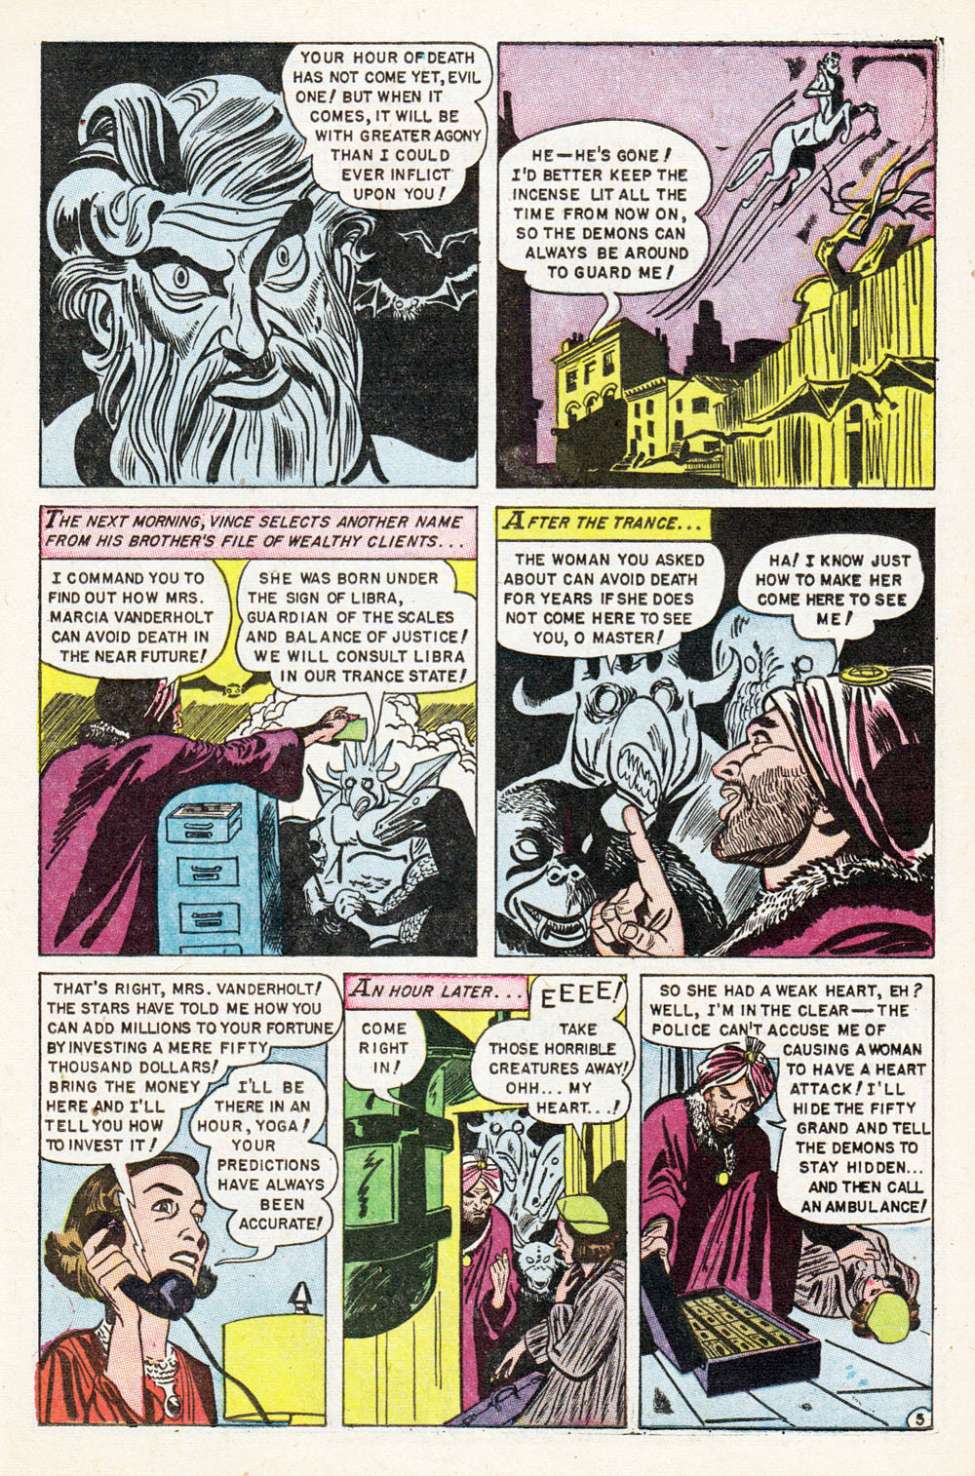 YOUR HOUR OF DEATH
HAS NOT COME YET, EVIL
ONE! BUT WHEN IT
COMES, IT WILL BE
WITH GREATER AGONY
THAN I COULD
EVER INFLICT
UPON YOU!
HE—HE'S GONE!
I'D BETTER KEEP THE
INCENSE LIT ALL THE
TIME FROM NOW ON,
SO THE DEMONS CAN
ALWAYS BE AROUND
TO GUARD ME!
THE NEXT MORNING, VINCE SELECTS ANOTHER NAME
FROM HIS BROTHER'S FILE OF WEALTHY CLIENTS...
I COMMAND YOU TO
FIND OUT HOW MRS.
MARCIA VANDERHOLT
CAN AVOID DEATH IN
THE NEAR FUTURE!
SHE WAS BORN UNDER
THE SIGN OF LIBRA,
GUARDIAN OF THE SCALES
AND BALANCE OF JUSTICE!
WE WILL CONSULT LIBRA
IN OUR TRANCE STATE!
AFTER THE TRANCE...
THE WOMAN YOU ASKED
ABOUT CAN AVOID DEATH
FOR YEARS IF SHE DOES
NOT COME HERE TO SEE
YOU, O MASTER!
HA! I KNOW JUST
HOW TO MAKE HER
COME HERE TO SEE
ME!
THAT'S RIGHT, MRS. VANDERHOLT!
THE STARS HAVE TOLD ME HOW YOU
CAN ADD MILLIONS TO YOUR FORTUNE
BY INVESTING A MERE FIFTY
THOUSAND DOLLARS!
BRING THE MONEY
HERE AND I'LL
TELL YOU HOW
TO INVEST IT!
I'LL BE
THERE IN AN
HOUR, YOGA!
YOUR
PREDICTIONS
HAVE ALWAYS
BEEN
ACCURATE!
AN HOUR LATER...
COME
RIGHT
IN!
EEEE!
TAKE
THOSE HORRIBLE
CREATURES AWAY!
OHH... MY
HEART...!
SO SHE HAD A WEAK HEART, EH?
WELL, I'M IN THE CLEAR—THE
POLICE CAN'T ACCUSE ME OF
CAUSING A WOMAN
TO HAVE A HEART
ATTACK! I'LL
HIDE THE FIFTY
GRAND AND TELL
THE DEMONS TO
STAY HIDDEN...
AND THEN CALL
AN AMBULANCE!
5